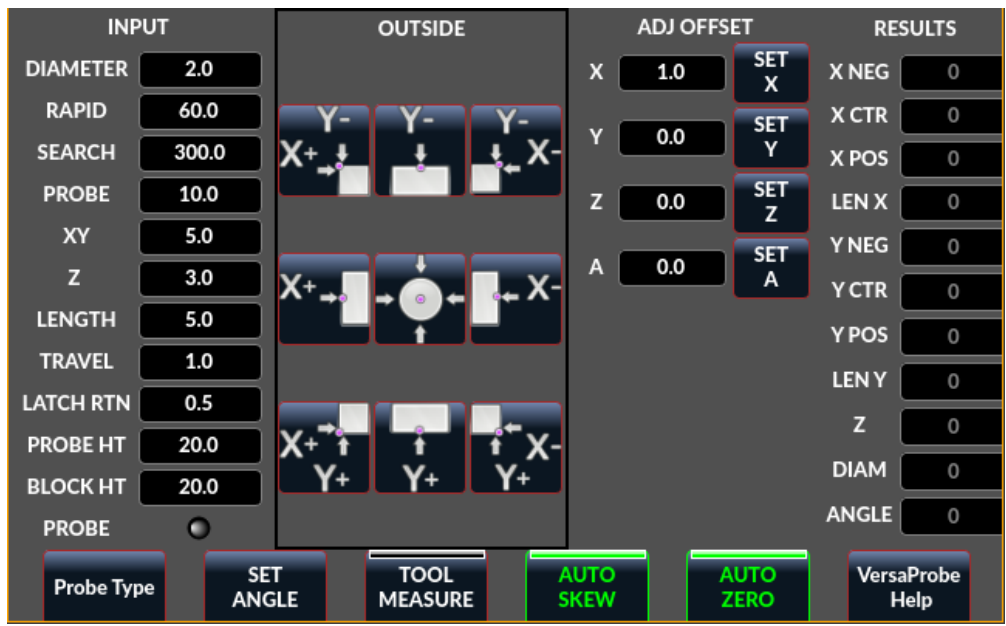 INPUT
DIAMETER 2.0
RAPID 60.0
SEARCH 300.0
PROBE 10.0
XY 5.0
Z 3.0
LENGTH 5.0
TRAVEL 1.0
LATCH RTN 0.5
PROBE HT 20.0
BLOCK HT 20.0
PROBE
OUTSIDE
Y- Y- Y-
X+ X-
X+ X-
X+ X-
Y+ Y+ Y+
ADJ OFFSET
X 1.0 SET
X
Y 0.0 SET
Y
Z 0.0 SET
Z
A 0.0 SET
A
RESULTS
X NEG 0
X CTR 0
X POS 0
LEN X 0
Y NEG 0
Y CTR 0
Y POS 0
LEN Y 0
Z 0
DIAM 0
ANGLE 0
Probe Type
SET
ANGLE
TOOL
MEASURE
AUTO
SKEW
AUTO
ZERO
VersaProbe
Help